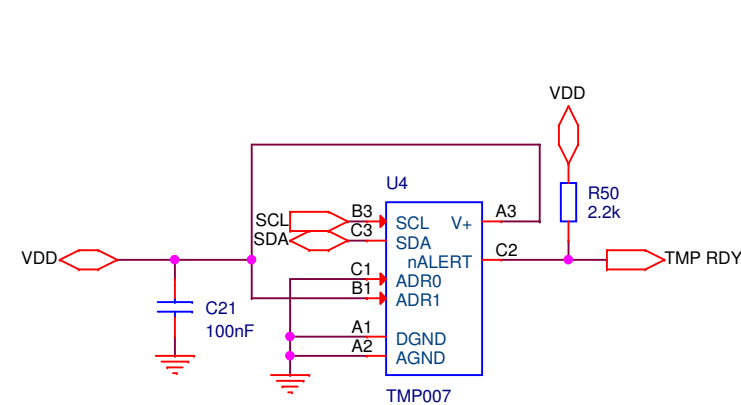 VDD
U4
R50
2.2k
SCL
B3
SCL
V+
A3
SDA
C3
SDA
VDD
nALERT
C2
TMP RDY
C1
ADR0
B1
ADR1
C21
100nF
A1
DGND
A2
AGND
TMP007